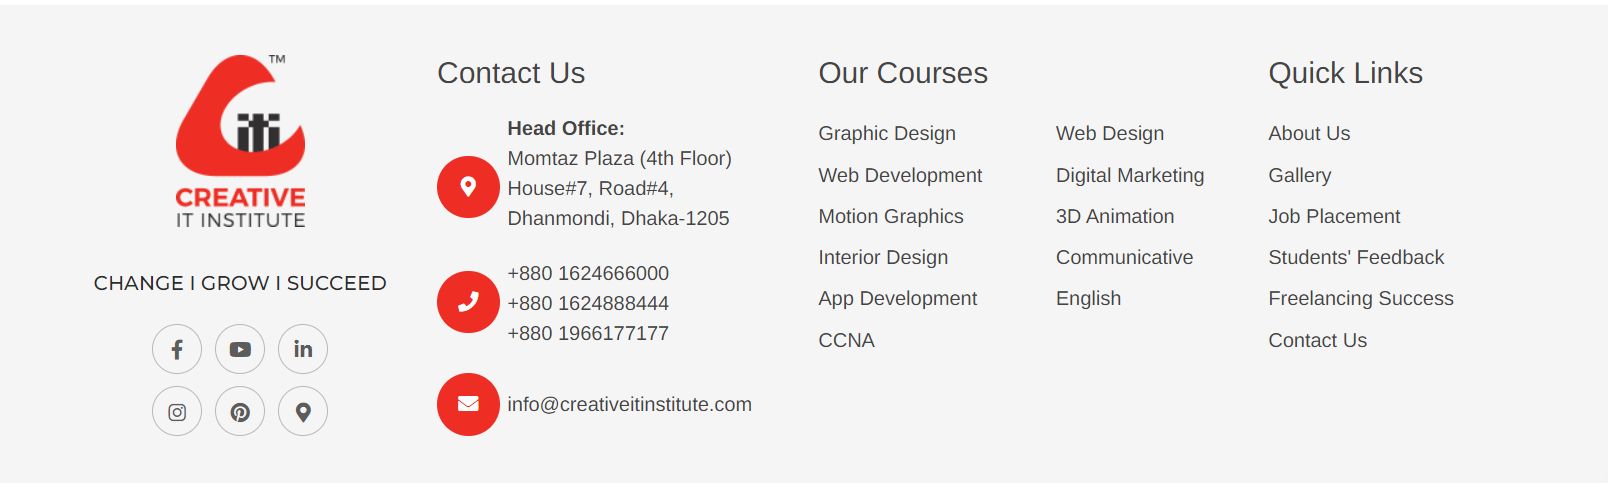 TM
iti
CREATIVE
IT INSTITUTE
CHANGE I GROW I SUCCEED
Contact Us
Head Office:
Momtaz Plaza (4th Floor)
House#7, Road#4,
Dhanmondi, Dhaka-1205
+880 1624666000
+880 1624888444
+880 1966177177
info@creativeitinstitute.com
Our Courses
Graphic Design
Web Development
Motion Graphics
Interior Design
App Development
CCNA
Web Design
Digital Marketing
3D Animation
Communicative
English
Quick Links
About Us
Gallery
Job Placement
Students' Feedback
Freelancing Success
Contact Us